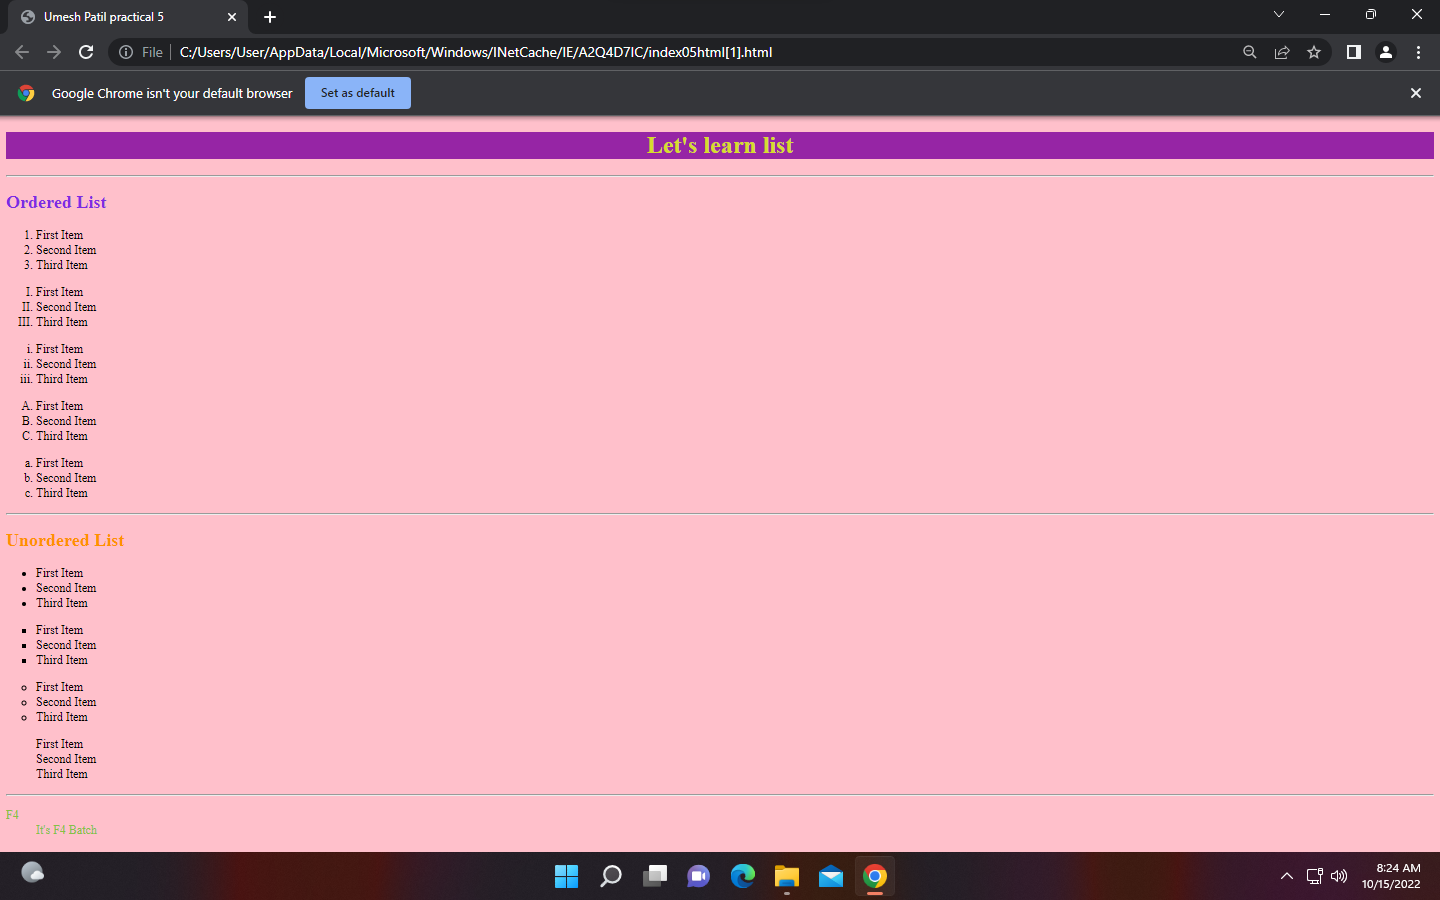 Umesh Patil practical 5
File
C:/Users/User/AppData/Local/Microsoft/Windows/INetCache/IE/A2Q4D7IC/index05html[1].html
Google Chrome isn't your default browser
Set as default
Let's learn list
Ordered List
1. First Item
2. Second Item
3. Third Item
I. First Item
II. Second Item
III. Third Item
i. First Item
ii. Second Item
iii. Third Item
A. First Item
B. Second Item
C. Third Item
a. First Item
b. Second Item
c. Third Item
Unordered List
First Item
Second Item
Third Item
First Item
Second Item
Third Item
First Item
Second Item
Third Item
First Item
Second Item
Third Item
F4
It's F4 Batch
8:24 AM
10/15/2022